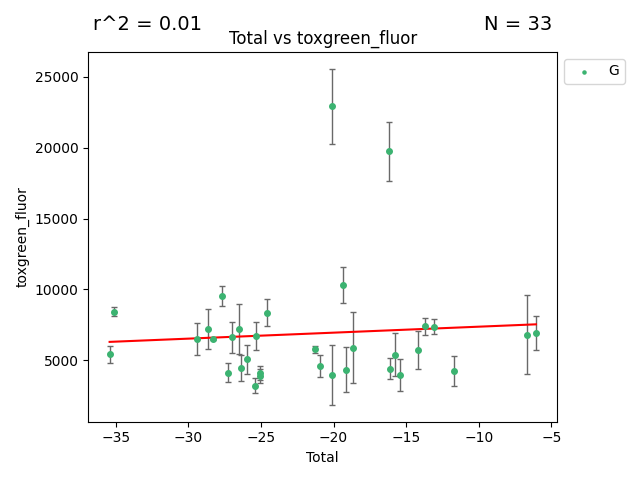 r^2 = 0.01
N = 33
Total vs toxgreen_fluor
G
25000
20000
15000
10000
5000
toxgreen_fluor
−35
−30
−25
−20
−15
−10
−5
Total